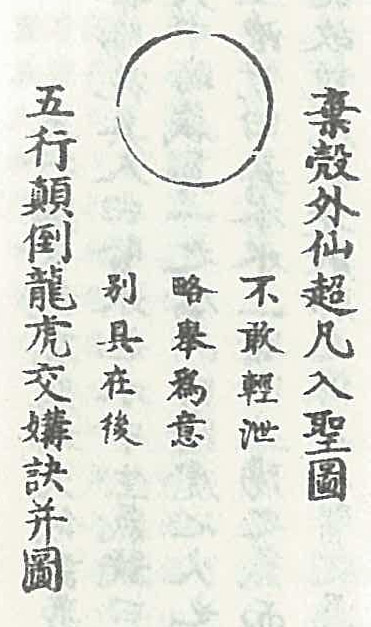 棄殼外仙超凡入聖圖
不敢輕泄
略舉爲意
別具在後
五行顛倒龍虎交媾訣并圖